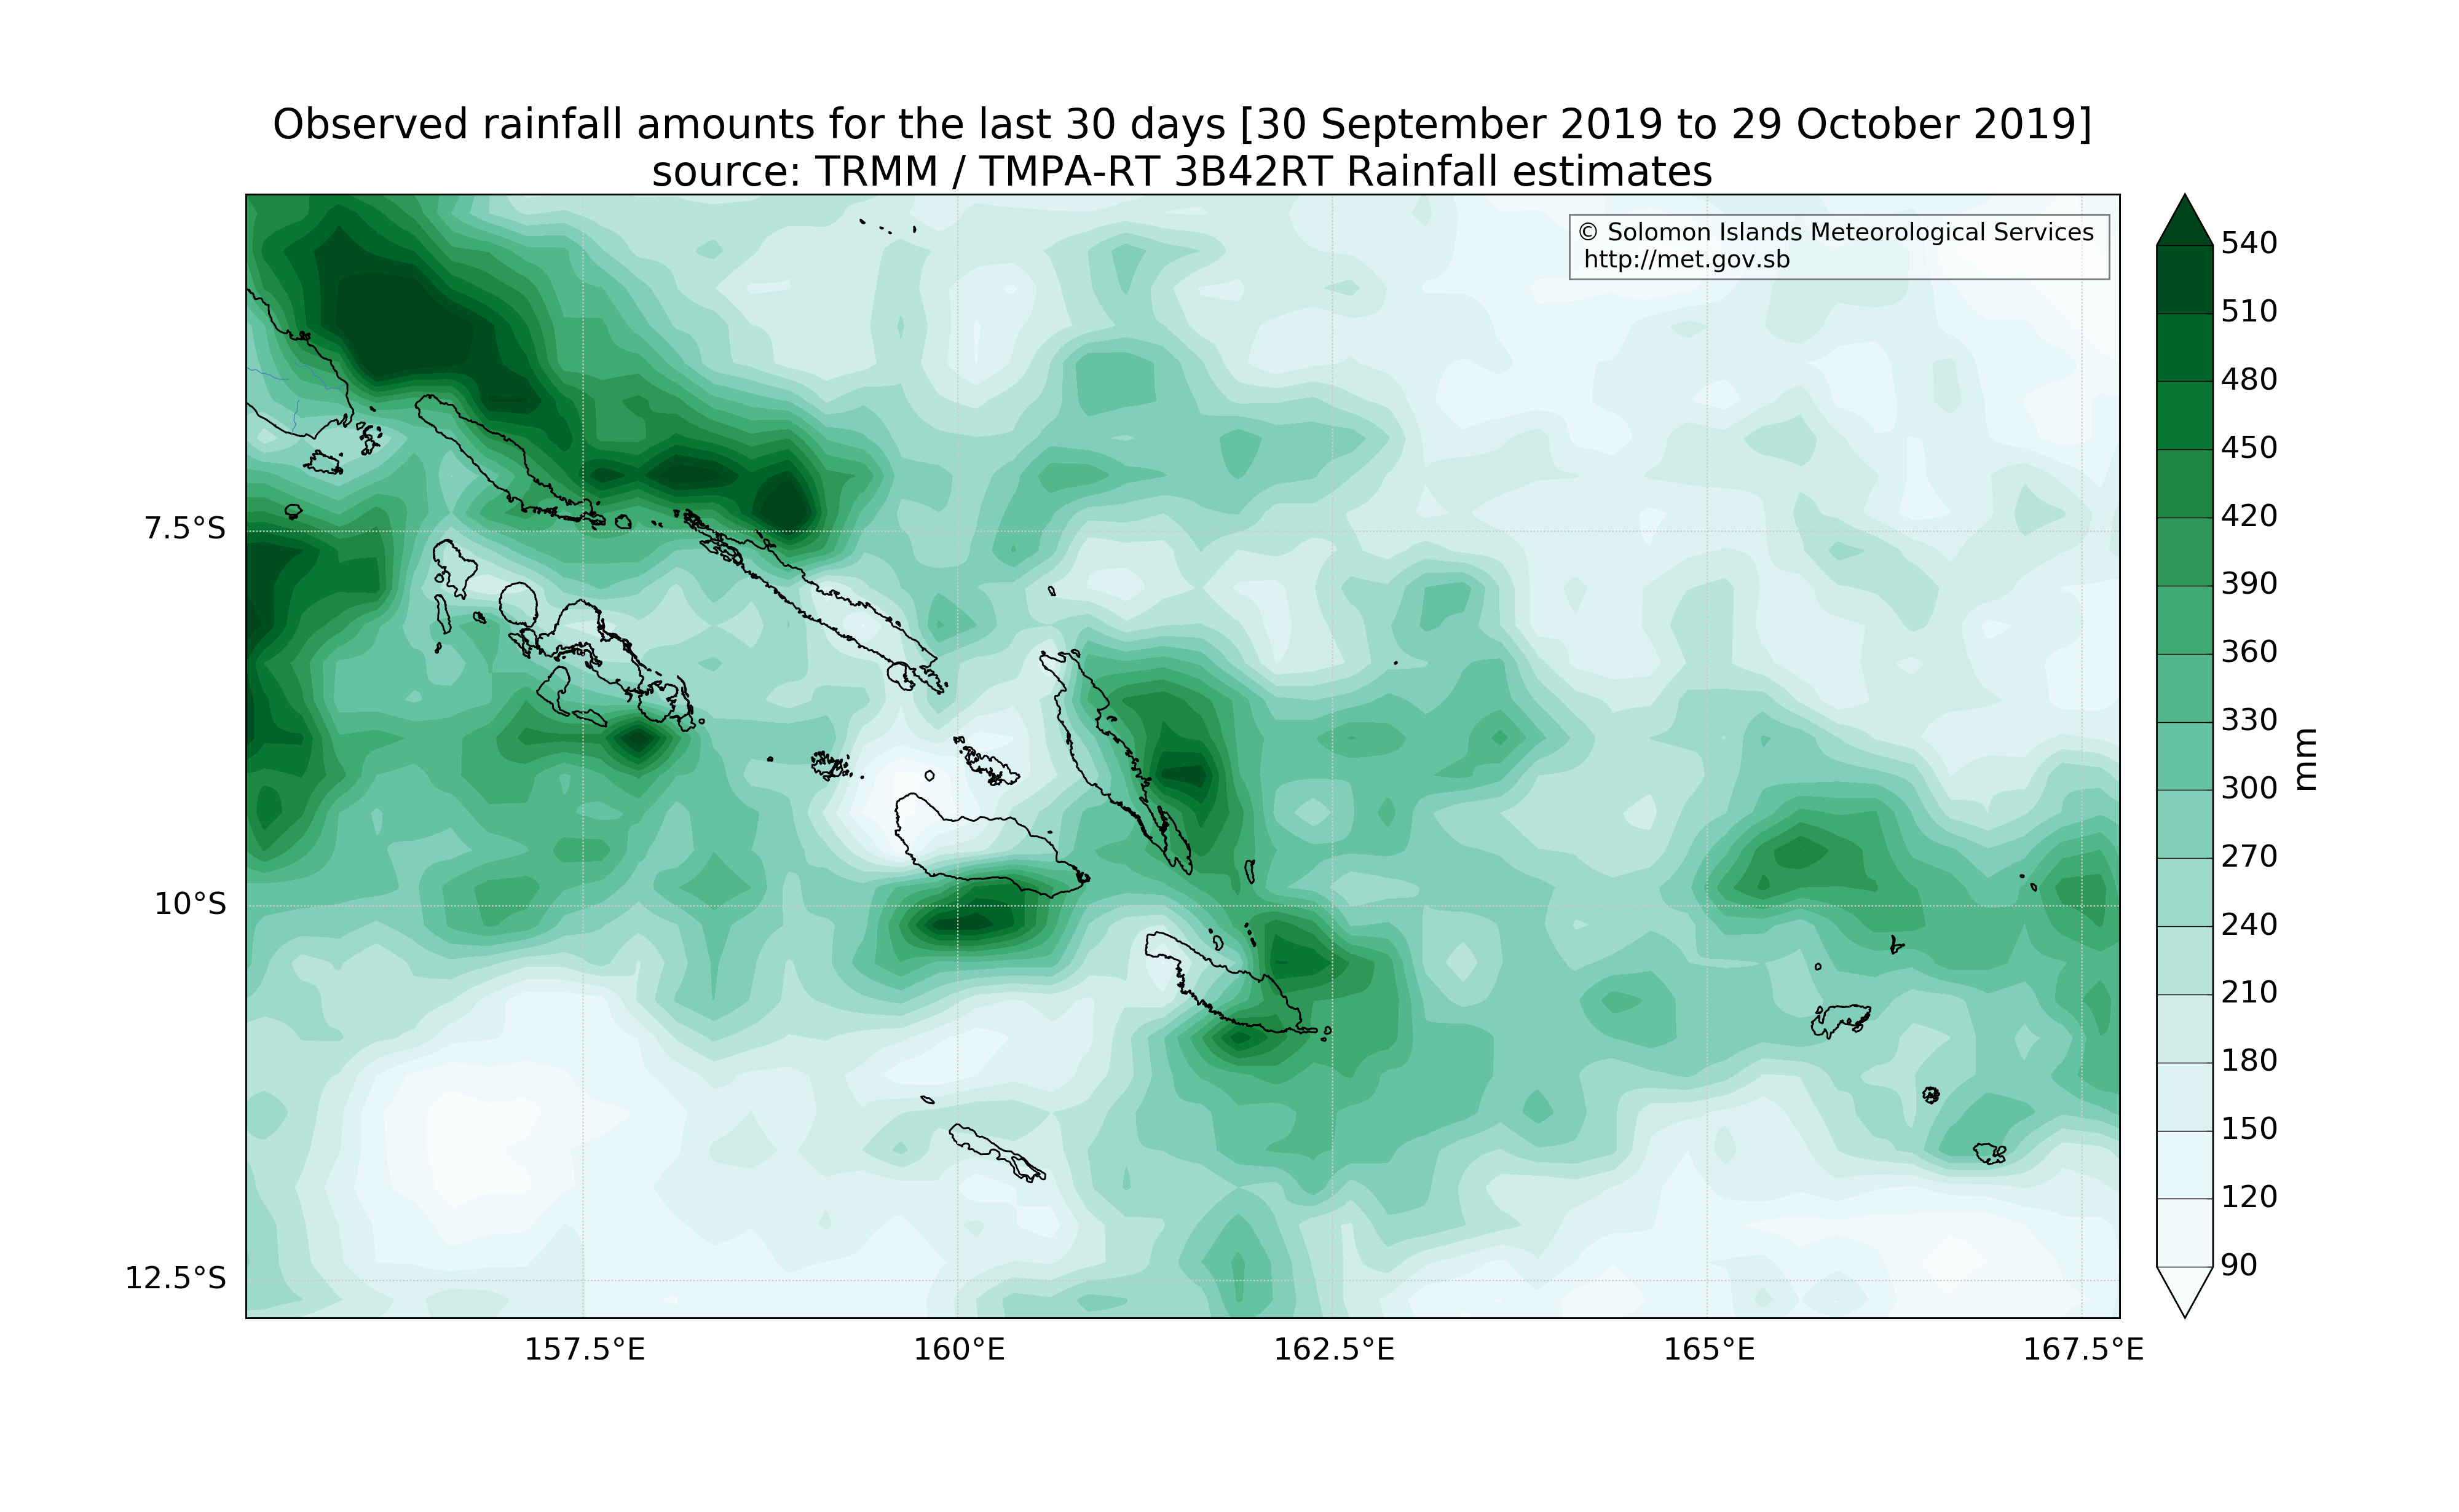 Observed rainfall amounts for the last 30 days [30 September 2019 to 29 October 2019]
source: TRMM / TMPA-RT 3B42RT Rainfall estimates
© Solomon Islands Meteorological Services
http://met.gov.sb
7.5°S
10°S
12.5°S
157.5°E
160°E
162.5°E
165°E
167.5°E
540
510
480
450
420
390
360
330
300
270
240
210
180
150
120
90
mm